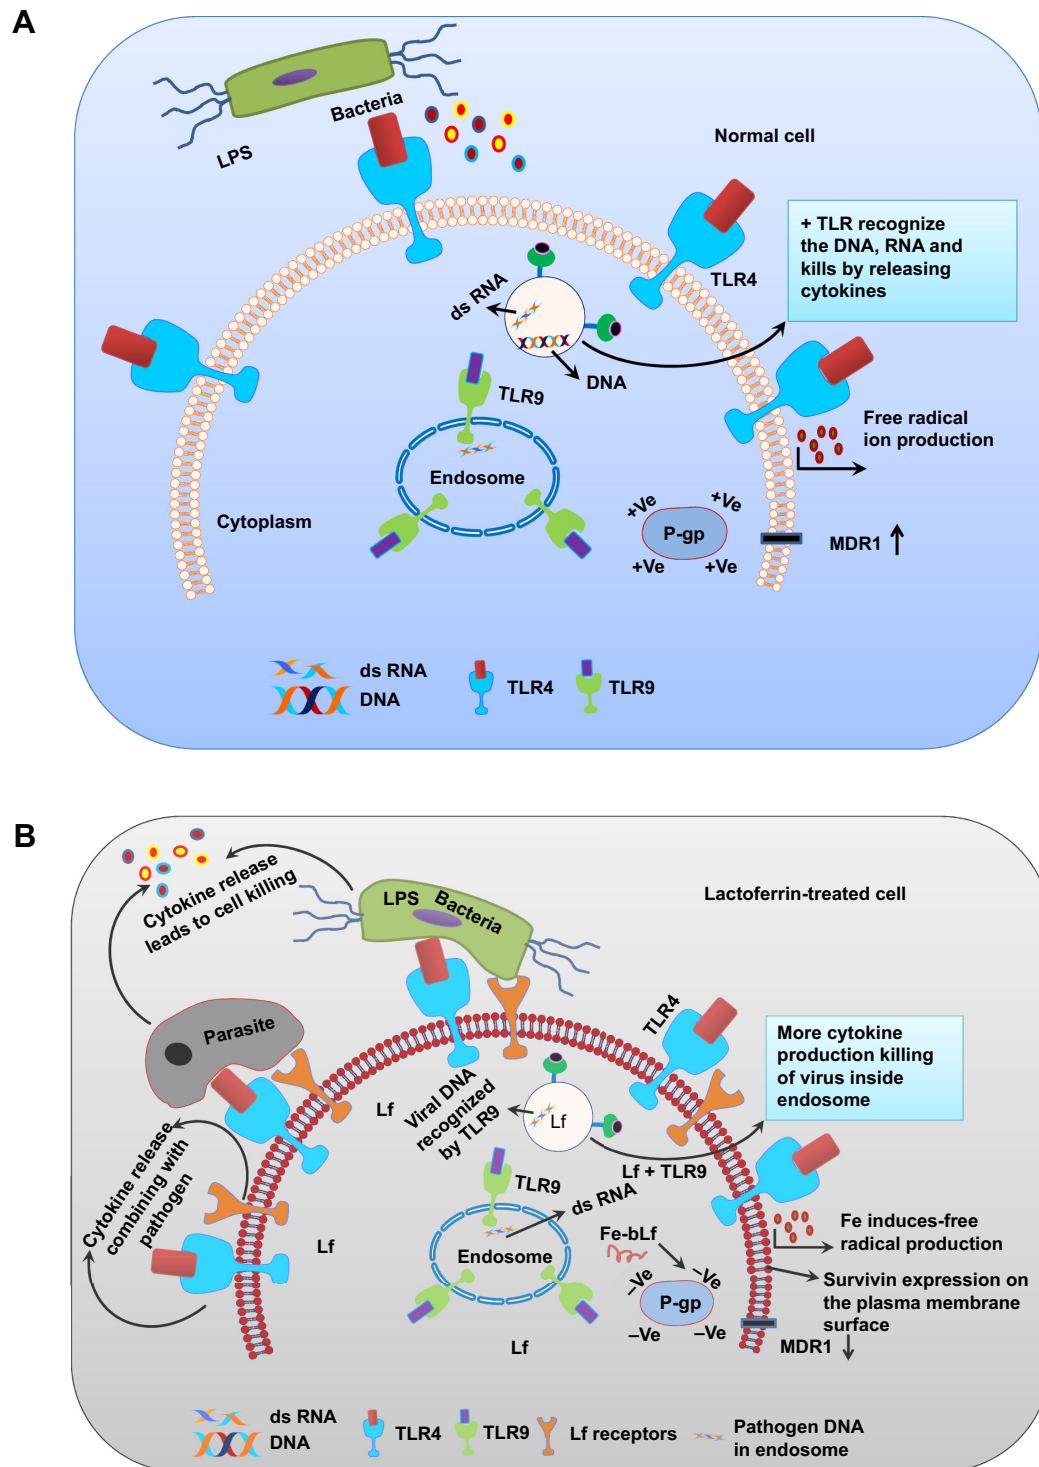 A
Bacteria
LPS
Normal cell
+ TLR recognize
the DNA, RNA and
kills by releasing
cytokines
TLR4
ds RNA
DNA
TLR9
Endosome
Free radical
ion production
Cytoplasm
+Ve
+Ve
P-gp
+Ve
+Ve
MDR1
ds RNA
DNA
TLR4
TLR9
B
Cytokine release
leads to cell killing
LPS
Bacteria
Lactoferrin-treated cell
Parasite
TLR4
More cytokine
production killing
of virus inside
endosome
Lf
Viral DNA
recognized
by TLR9
Lf
Lf + TLR9
Cytokine release
combining with
pathogen
TLR9
ds RNA
Lf
Endosome
Fe-bLf
–Ve
–Ve
P-gp
–Ve
–Ve
Fe induces-free
radical production
Survivin expression on
the plasma membrane
surface
MDR1
Lf
ds RNA
DNA
TLR4
TLR9
Lf receptors
Pathogen DNA
in endosome